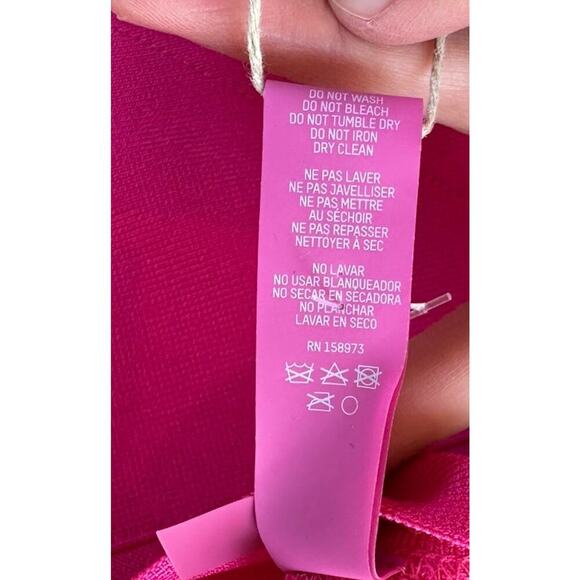 DO NOT WASH
DO NOT BLEACH
DO NOT TUMBLE DRY
DO NOT IRON
DRY CLEAN
NE PAS LAVER
NE PAS JAVELLISER
NE PAS METTRE
AU SÉCHOIR
NE PAS REPASSER
NETTOYER À SEC
NO LAVAR
NO USAR BLANQUEADOR
NO SECAR EN SECADORA
NO PLANCHAR
LAVAR EN SECO
RN 158973